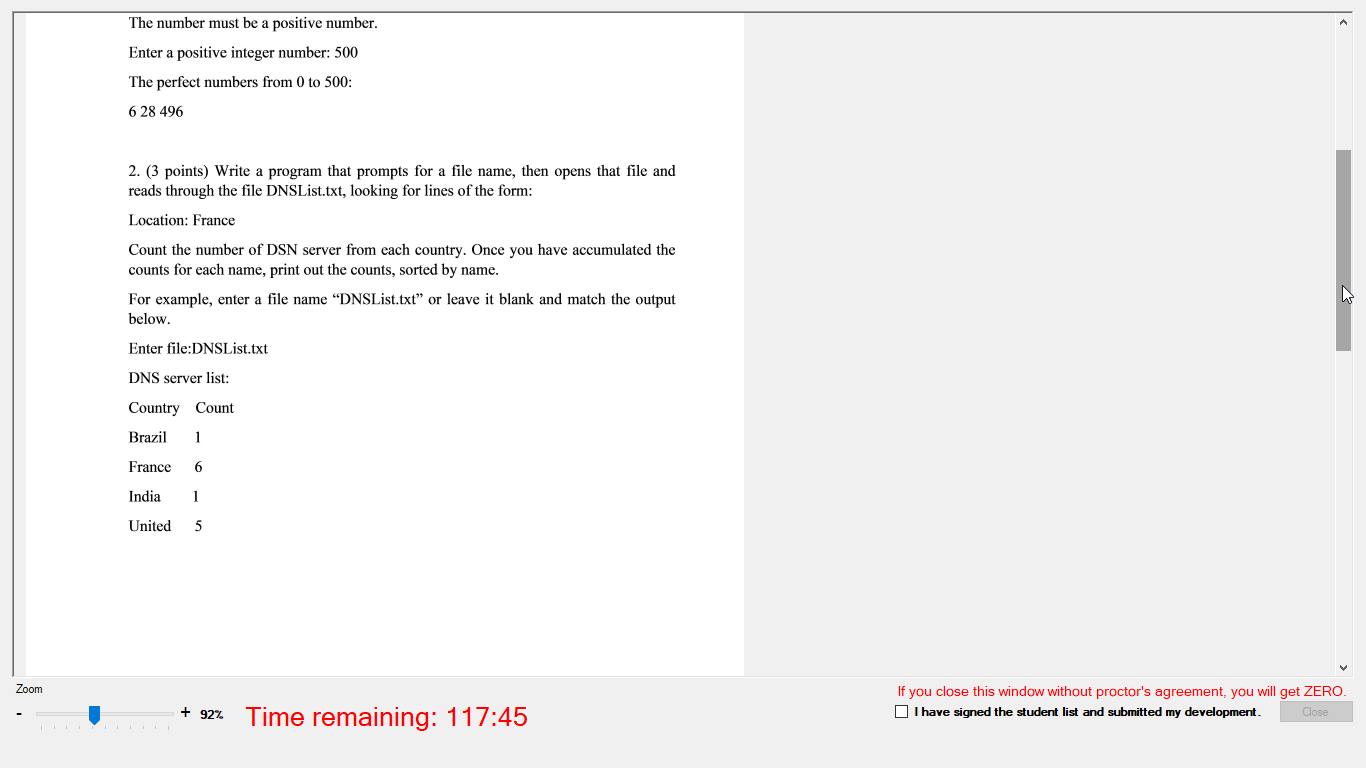 The number must be a positive number.
Enter a positive integer number: 500
The perfect numbers from 0 to 500:
6 28 496
2. (3 points) Write a program that prompts for a file name, then opens that file and
reads through the file DNSList.txt, looking for lines of the form:
Location: France
Count the number of DSN server from each country. Once you have accumulated the
counts for each name, print out the counts, sorted by name.
For example, enter a file name “DNSList.txt” or leave it blank and match the output
below.
Enter file:DNSList.txt
DNS server list:
Country Count
Brazil 1
France 6
India 1
United 5
Zoom
- + 92%
Time remaining: 117:45
If you close this window without proctor's agreement, you will get ZERO.
I have signed the student list and submitted my development.
Close